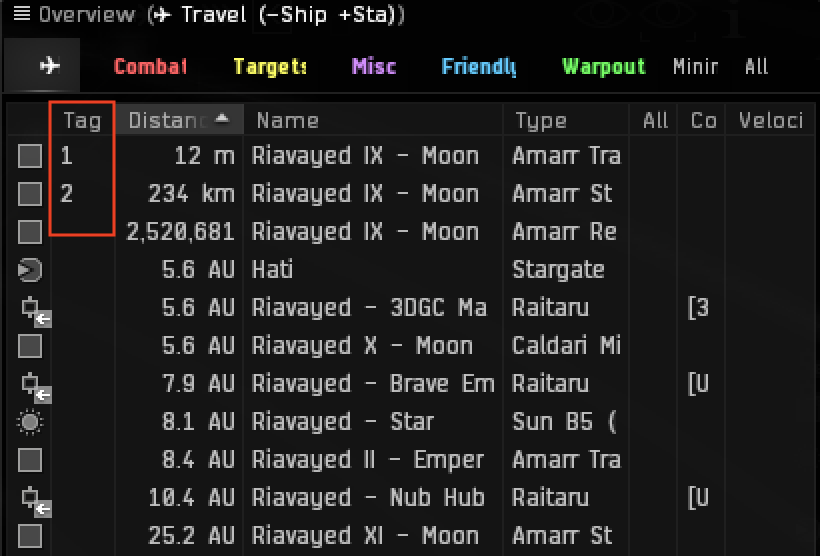 Overview (✈ Travel (−Ship +Sta))
Combat Targets Misc Friendly Warpout Minir All
Tag Distanc Name Type All Co Veloci
1 12 m Riavayed IX - Moon Amarr Tra
2 234 km Riavayed IX - Moon Amarr St
2,520,681 Riavayed IX - Moon Amarr Re
5.6 AU Hati Stargate
5.6 AU Riavayed - 3DGC Ma Raitaru [3
5.6 AU Riavayed X - Moon Caldari Mi
7.9 AU Riavayed - Brave Em Raitaru [U
8.1 AU Riavayed - Star Sun B5 (
8.4 AU Riavayed II - Emper Amarr Tra
10.4 AU Riavayed - Nub Hub Raitaru [U
25.2 AU Riavayed XI - Moon Amarr St